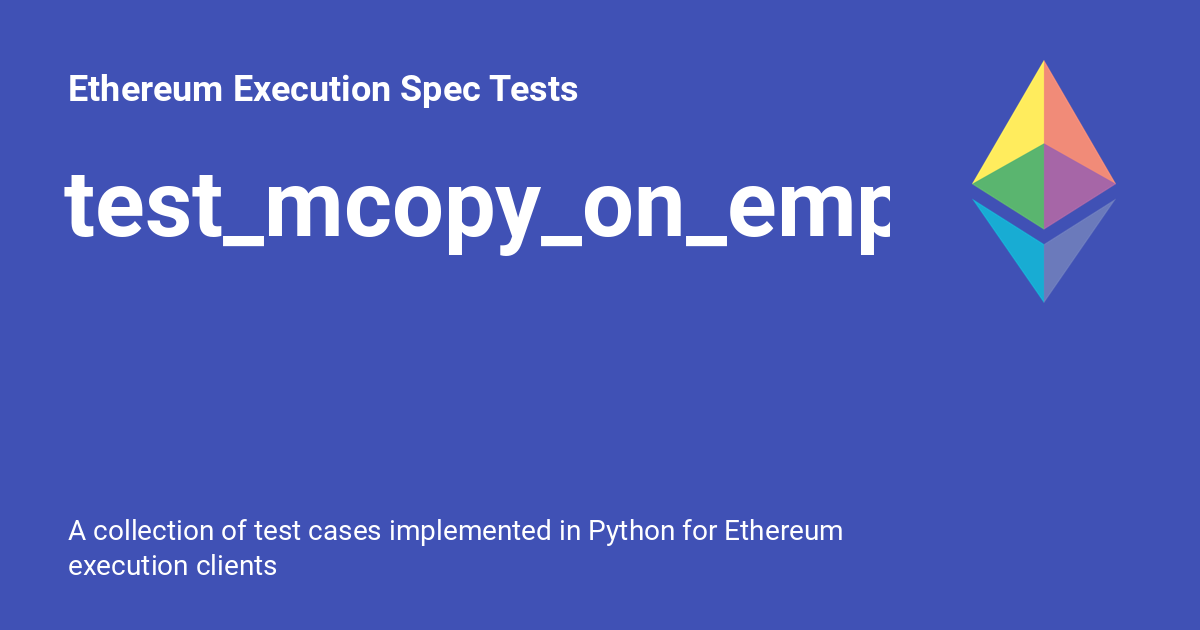 Ethereum Execution Spec Tests
test_mcopy_on_emp
A collection of test cases implemented in Python for Ethereum
execution clients